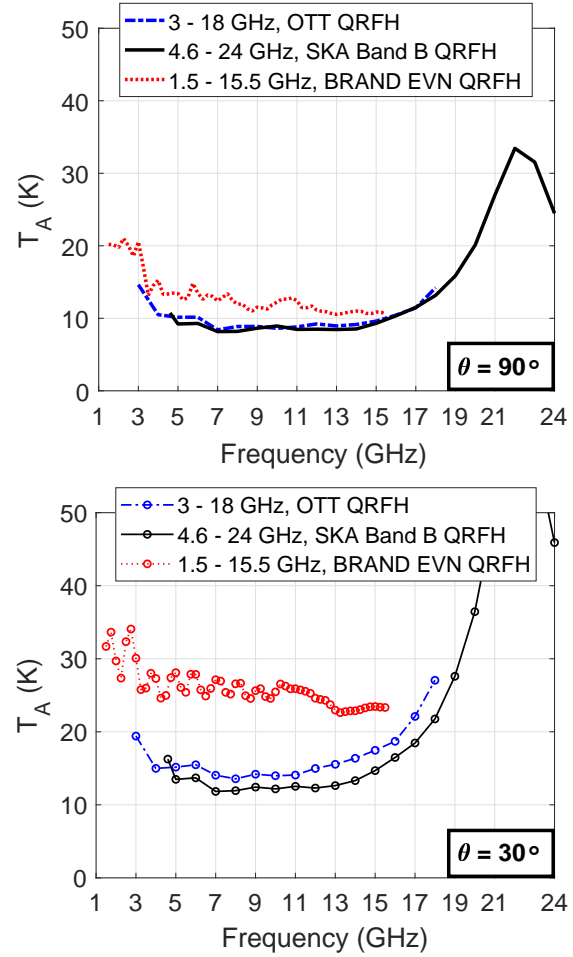 50
3 - 18 GHz, OTT QRFH
4.6 - 24 GHz, SKA Band B QRFH
1.5 - 15.5 GHz, BRAND EVN QRFH
40
30
20
10
0
T_A (K)
θ = 90°
1 3 5 7 9 11 13 15 17 19 21 24
Frequency (GHz)
50
3 - 18 GHz, OTT QRFH
4.6 - 24 GHz, SKA Band B QRFH
1.5 - 15.5 GHz, BRAND EVN QRFH
40
30
20
10
0
T_A (K)
θ = 30°
1 3 5 7 9 11 13 15 17 19 21 24
Frequency (GHz)